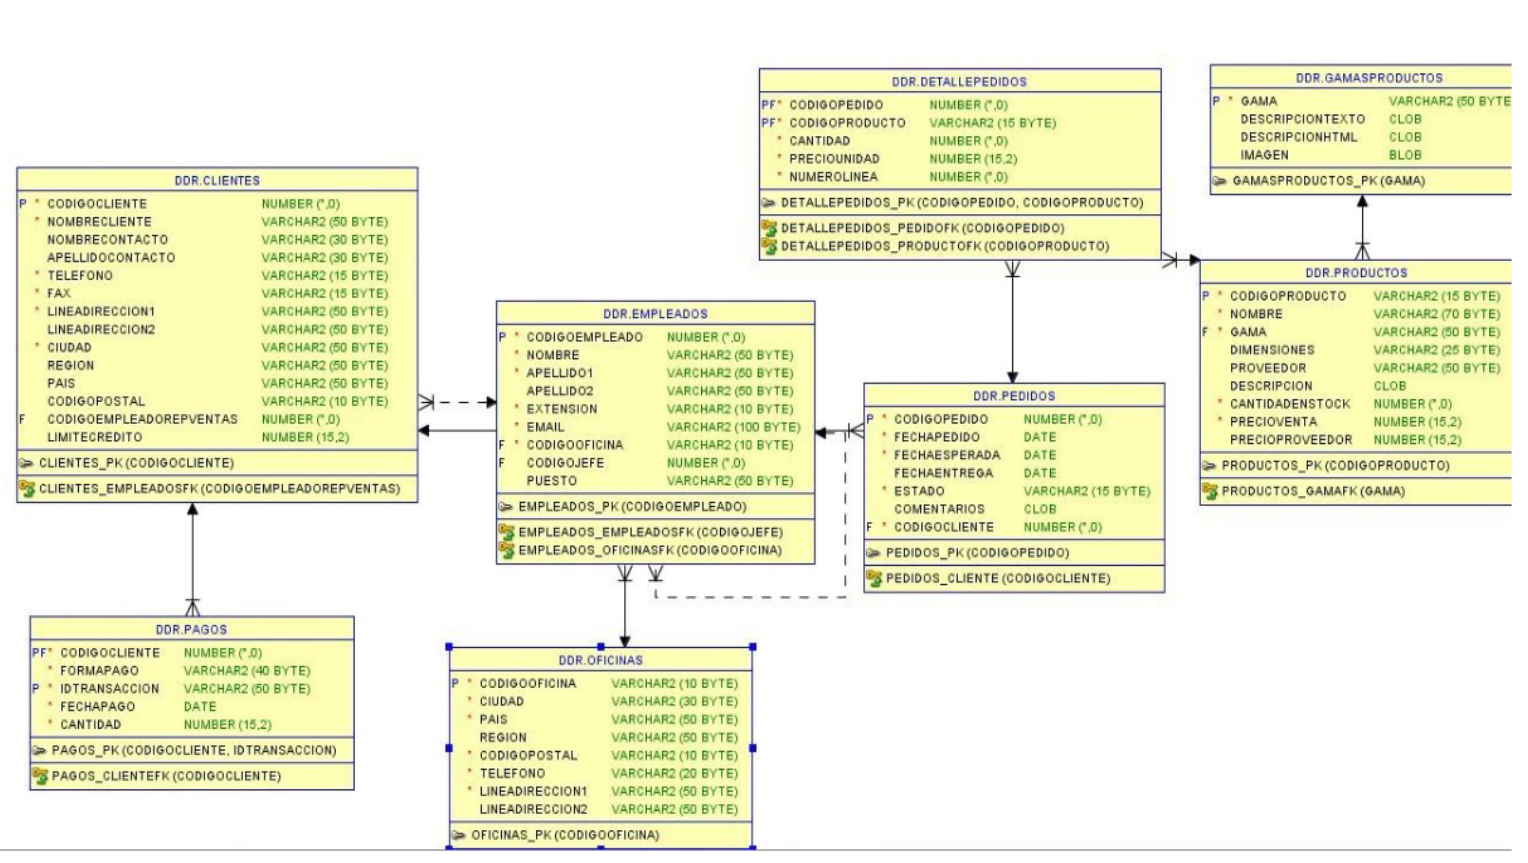 DDR.CLIENTES
P * CODIGOCLIENTE NUMBER (*,0)
* NOMBRECLIENTE VARCHAR2 (50 BYTE)
NOMBRECONTACTO VARCHAR2 (30 BYTE)
APELLIDOCONTACTO VARCHAR2 (30 BYTE)
* TELEFONO VARCHAR2 (15 BYTE)
* FAX VARCHAR2 (15 BYTE)
* LINEADIRECCION1 VARCHAR2 (50 BYTE)
LINEADIRECCION2 VARCHAR2 (50 BYTE)
* CIUDAD VARCHAR2 (50 BYTE)
REGION VARCHAR2 (50 BYTE)
PAIS VARCHAR2 (50 BYTE)
CODIGOPOSTAL VARCHAR2 (10 BYTE)
F CODIGOEMPLEADOREPVENTAS NUMBER (*,0)
LIMITECREDITO NUMBER (15,2)
CLIENTES_PK (CODIGOCLIENTE)
CLIENTES_EMPLEADOSFK (CODIGOEMPLEADOREPVENTAS)
DDR.PAGOS
PF* CODIGOCLIENTE NUMBER (*,0)
* FORMAPAGO VARCHAR2 (40 BYTE)
P * IDTRANSACCION VARCHAR2 (50 BYTE)
* FECHAPAGO DATE
* CANTIDAD NUMBER (15,2)
PAGOS_PK (CODIGOCLIENTE, IDTRANSACCION)
PAGOS_CLIENTEFK (CODIGOCLIENTE)
DDR.EMPLEADOS
P * CODIGOEMPLEADO NUMBER (*,0)
* NOMBRE VARCHAR2 (50 BYTE)
* APELLIDO1 VARCHAR2 (50 BYTE)
APELLIDO2 VARCHAR2 (50 BYTE)
* EXTENSION VARCHAR2 (10 BYTE)
* EMAIL VARCHAR2 (100 BYTE)
F * CODIGOOFICINA VARCHAR2 (10 BYTE)
F CODIGOJEFE NUMBER (*,0)
PUESTO VARCHAR2 (50 BYTE)
EMPLEADOS_PK (CODIGOEMPLEADO)
EMPLEADOS_EMPLEADOSFK (CODIGOJEFE)
EMPLEADOS_OFICINASFK (CODIGOOFICINA)
DDR.OFICINAS
P * CODIGOOFICINA VARCHAR2 (10 BYTE)
* CIUDAD VARCHAR2 (30 BYTE)
* PAIS VARCHAR2 (50 BYTE)
REGION VARCHAR2 (50 BYTE)
* CODIGOPOSTAL VARCHAR2 (10 BYTE)
* TELEFONO VARCHAR2 (20 BYTE)
* LINEADIRECCION1 VARCHAR2 (50 BYTE)
LINEADIRECCION2 VARCHAR2 (50 BYTE)
OFICINAS_PK (CODIGOOFICINA)
DDR.DETALLEPEDIDOS
PF* CODIGOPEDIDO NUMBER (*,0)
PF* CODIGOPRODUCTO VARCHAR2 (15 BYTE)
* CANTIDAD NUMBER (*,0)
* PRECIOUNIDAD NUMBER (15,2)
* NUMEROLINEA NUMBER (*,0)
DETALLEPEDIDOS_PK (CODIGOPEDIDO, CODIGOPRODUCTO)
DETALLEPEDIDOS_PEDIDOFK (CODIGOPEDIDO)
DETALLEPEDIDOS_PRODUCTOFK (CODIGOPRODUCTO)
DDR.PEDIDOS
P * CODIGOPEDIDO NUMBER (*,0)
* FECHAPEDIDO DATE
* FECHAESPERADA DATE
FECHAENTREGA DATE
* ESTADO VARCHAR2 (15 BYTE)
COMENTARIOS CLOB
F * CODIGOCLIENTE NUMBER (*,0)
PEDIDOS_PK (CODIGOPEDIDO)
PEDIDOS_CLIENTE (CODIGOCLIENTE)
DDR.GAMASPRODUCTOS
P * GAMA VARCHAR2 (50 BYTE
DESCRIPCIONTEXTO CLOB
DESCRIPCIONHTML CLOB
IMAGEN BLOB
GAMASPRODUCTOS_PK (GAMA)
DDR.PRODUCTOS
P * CODIGOPRODUCTO VARCHAR2 (15 BYTE)
* NOMBRE VARCHAR2 (70 BYTE)
F * GAMA VARCHAR2 (50 BYTE)
DIMENSIONES VARCHAR2 (25 BYTE)
PROVEEDOR VARCHAR2 (50 BYTE)
DESCRIPCION CLOB
* CANTIDADENSTOCK NUMBER (*,0)
* PRECIOVENTA NUMBER (15,2)
PRECIOPROVEEDOR NUMBER (15,2)
PRODUCTOS_PK (CODIGOPRODUCTO)
PRODUCTOS_GAMAFK (GAMA)